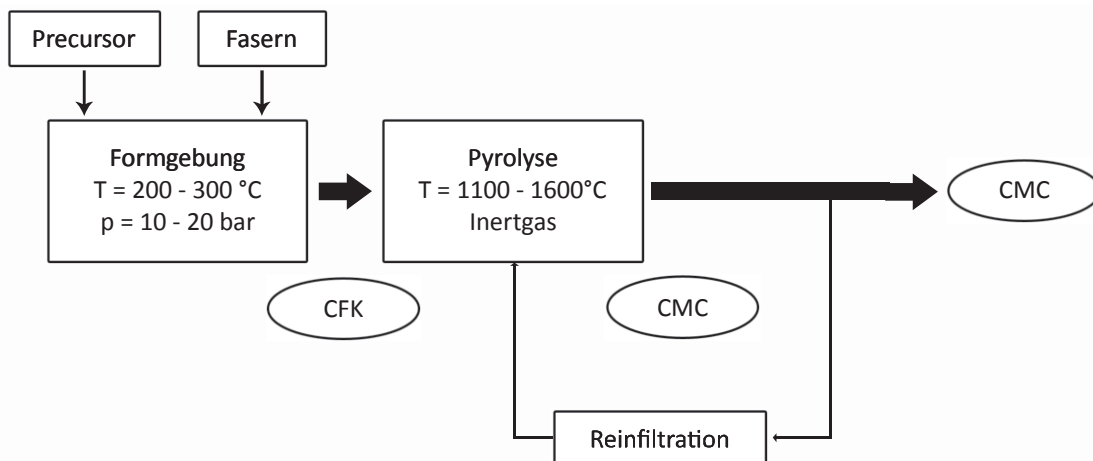 Precursor
Fasern
Formgebung
T = 200 - 300 °C
p = 10 - 20 bar
Pyrolyse
T = 1100 - 1600°C
Inertgas
CMC
CFK
CMC
Reinfiltration